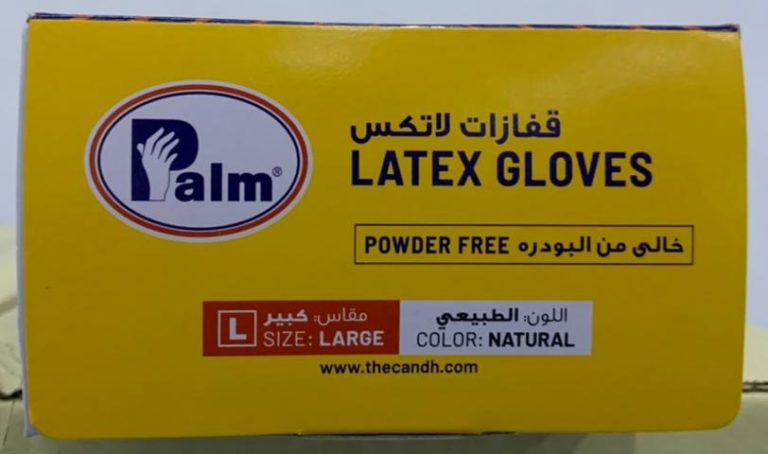 Palm®
قفازات لاتكس
LATEX GLOVES
POWDER FREE خالى من البودره
L
مقاس: كبير
SIZE: LARGE
اللون: الطبيعي
COLOR: NATURAL
www.thecandh.com